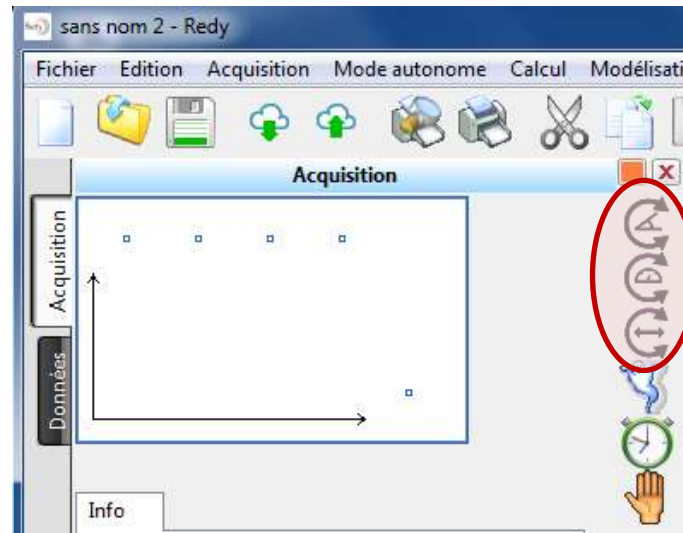 sans nom 2 - Redy
Fichier Edition Acquisition Mode autonome Calcul Modélisati
Acquisition
Acquisition
Données
Info